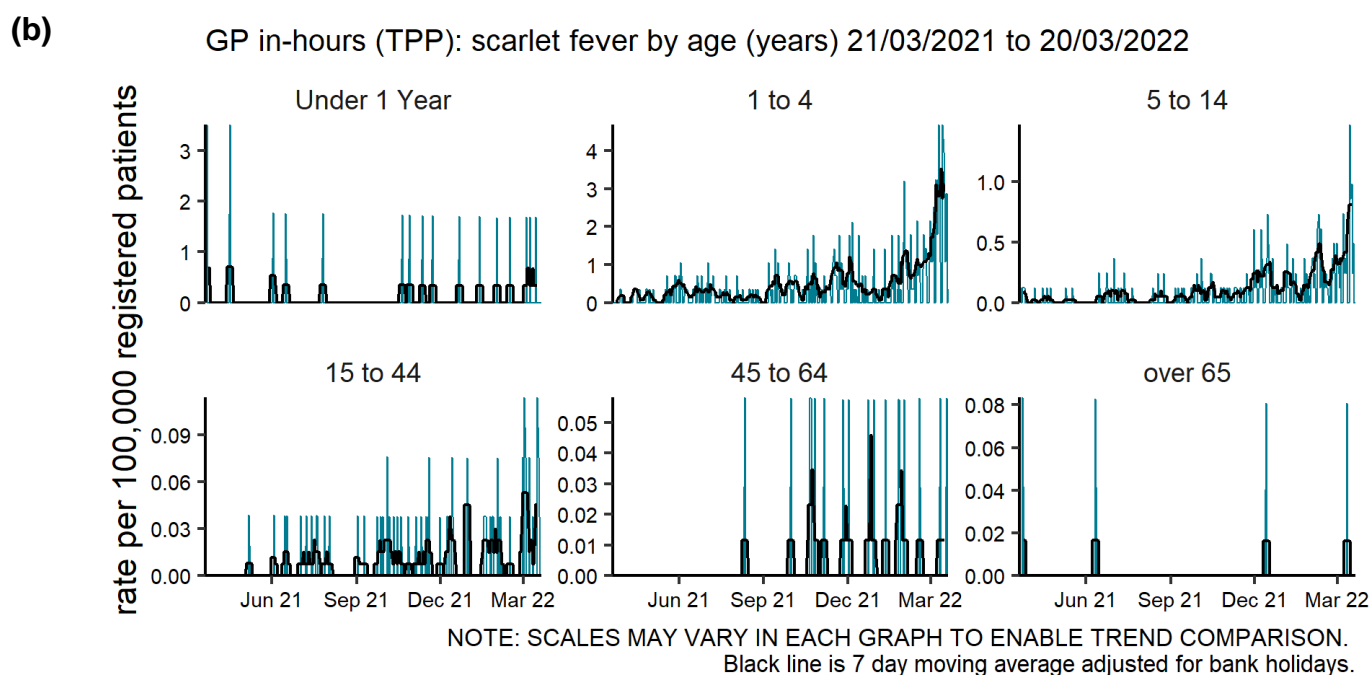 (b)
GP in-hours (TPP): scarlet fever by age (years) 21/03/2021 to 20/03/2022
rate per 100,000 registered patients
Under 1 Year
3
2
1
0
1 to 4
4
3
2
1
0
5 to 14
1.0
0.5
0.0
15 to 44
0.09
0.06
0.03
0.00
Jun 21 Sep 21 Dec 21 Mar 22
45 to 64
0.05
0.04
0.03
0.02
0.01
0.00
Jun 21 Sep 21 Dec 21 Mar 22
over 65
0.08
0.06
0.04
0.02
0.00
Jun 21 Sep 21 Dec 21 Mar 22
NOTE: SCALES MAY VARY IN EACH GRAPH TO ENABLE TREND COMPARISON.
Black line is 7 day moving average adjusted for bank holidays.